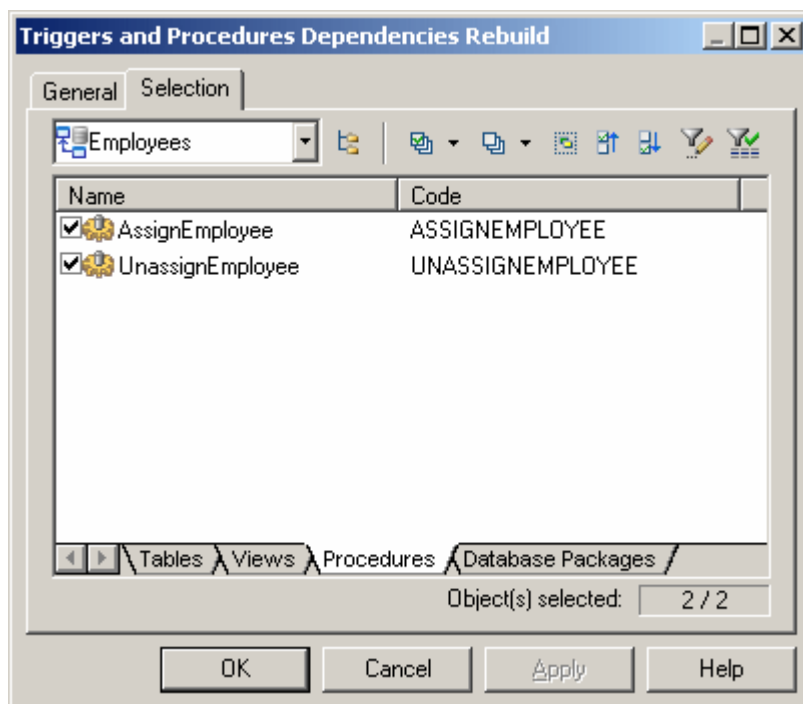 Triggers and Procedures Dependencies Rebuild
General Selection
Employees
Name Code
AssignEmployee ASSIGNEMPLOYEE
UnassignEmployee UNASSIGNEMPLOYEE
Tables Views Procedures Database Packages
Object(s) selected: 2 / 2
OK Cancel Apply Help